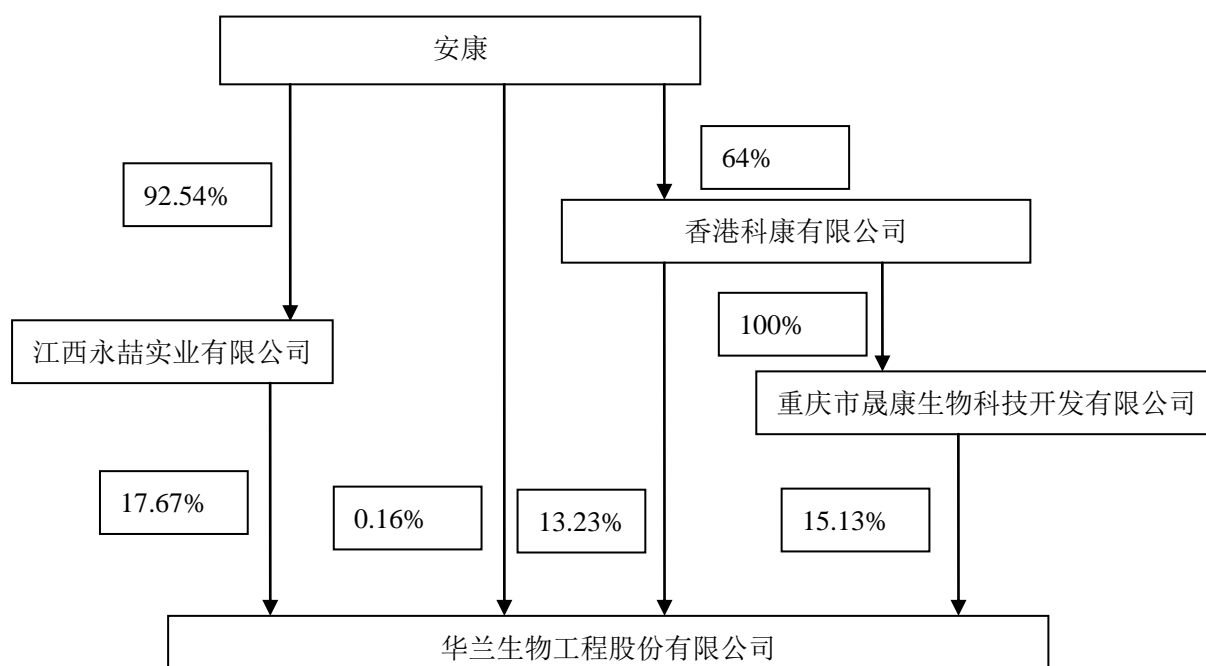 安康
64%
92.54%
香港科康有限公司
100%
江西永喆实业有限公司
重庆市晟康生物科技开发有限公司
17.67%
0.16%
13.23%
15.13%
华兰生物工程股份有限公司